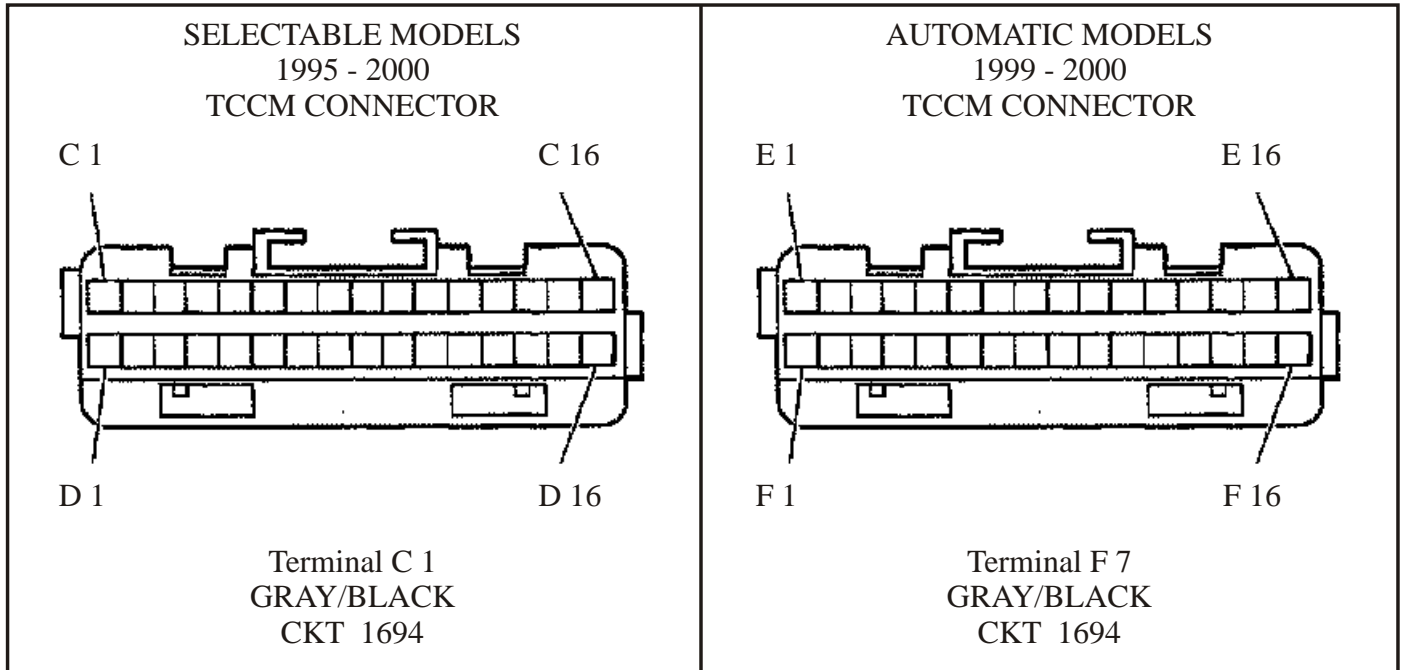 SELECTABLE MODELS
1995 - 2000
TCCM CONNECTOR
C 1
C 16
D 1
D 16
Terminal C 1
GRAY/BLACK
CKT 1694
AUTOMATIC MODELS
1999 - 2000
TCCM CONNECTOR
E 1
E 16
F 1
F 16
Terminal F 7
GRAY/BLACK
CKT 1694